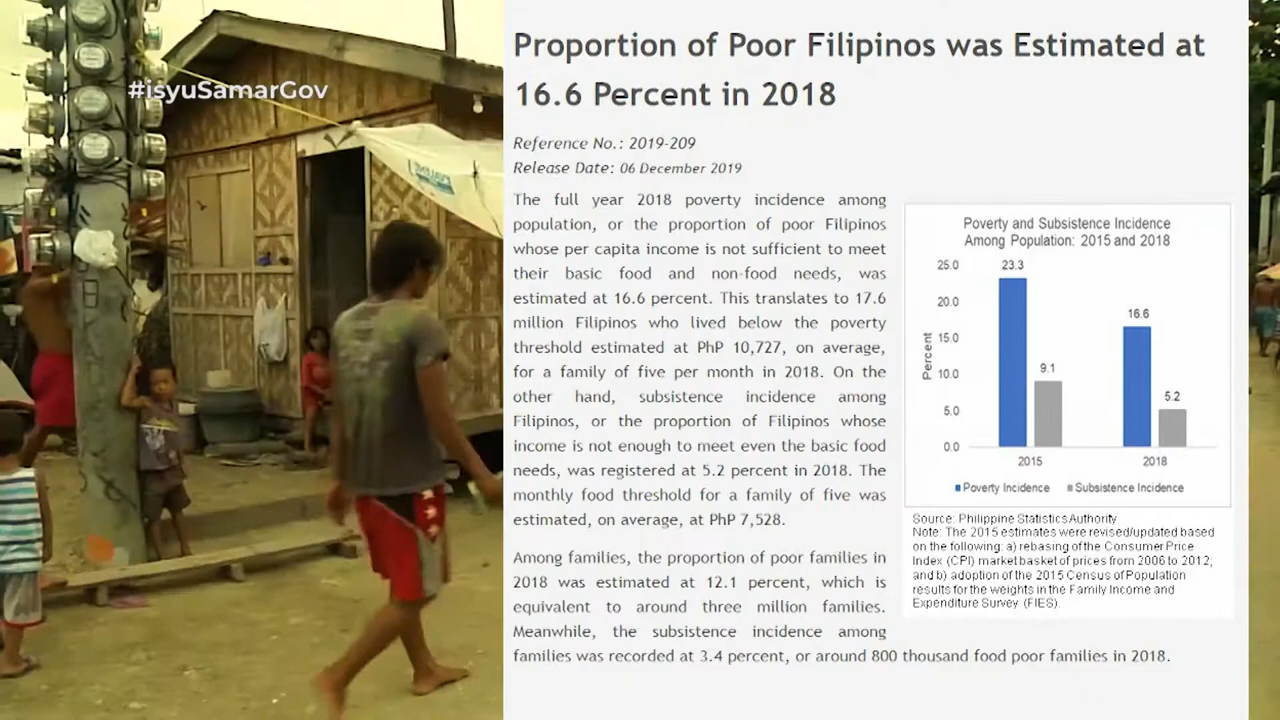 #isyuSamarGov
Proportion of Poor Filipinos was Estimated at
16.6 Percent in 2018
Reference No.: 2019-209
Release Date: 06 December 2019
The full year 2018 poverty incidence among
population, or the proportion of poor Filipinos
whose per capita income is not sufficient to meet
their basic food and non-food needs, was
estimated at 16.6 percent. This translates to 17.6
million Filipinos who lived below the poverty
threshold estimated at PhP 10,727, on average,
for a family of five per month in 2018. On the
other hand, subsistence incidence among
Filipinos, or the proportion of Filipinos whose
income is not enough to meet even the basic food
needs, was registered at 5.2 percent in 2018. The
monthly food threshold for a family of five was
estimated, on average, at PhP 7,528.
Among families, the proportion of poor families in
2018 was estimated at 12.1 percent, which is
equivalent to around three million families.
Meanwhile, the subsistence incidence among
families was recorded at 3.4 percent, or around 800 thousand food poor families in 2018.
Poverty and Subsistence Incidence
Among Population: 2015 and 2018
Percent
25.0
20.0
15.0
10.0
5.0
0.0
23.3
9.1
16.6
5.2
2015
2018
Poverty Incidence
Subsistence Incidence
Source: Philippine Statistics Authority
Note: The 2015 estimates were revised/updated based
on the following: a) rebasing of the Consumer Price
Index (CPI) market basket of prices from 2006 to 2012;
and b) adoption of the 2015 Census of Population
results for the weights in the Family Income and
Expenditure Survey (FIES).